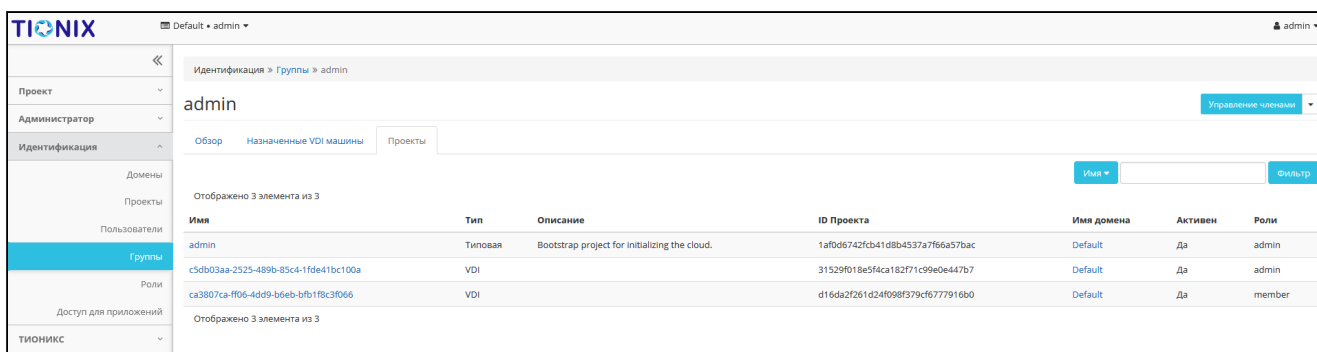 TIONIX
Default • admin
admin
Идентификация » Группы » admin
Проект
Администратор
Идентификация
Домены
Проекты
Пользователи
Группы
Роли
Доступ для приложений
ТИОНИКС
admin
Управление членами
Обзор Назначенные VDI машины Проекты
Имя Фильтр
Отображено 3 элемента из 3
Имя Тип Описание ID Проекта Имя домена Активен Роли
admin Типовая Bootstrap project for initializing the cloud. 1af0d6742fcb41d8b4537a7f66a57bac Default Да admin
c5db03aa-2525-489b-85c4-1fde41bc100a VDI 31529f018e5f4ca182f71c99e0e447b7 Default Да admin
ca3807ca-ff06-4dd9-b6eb-bfb1f8c3f066 VDI d16da2f261d24f098f379cf6777916b0 Default Да member
Отображено 3 элемента из 3